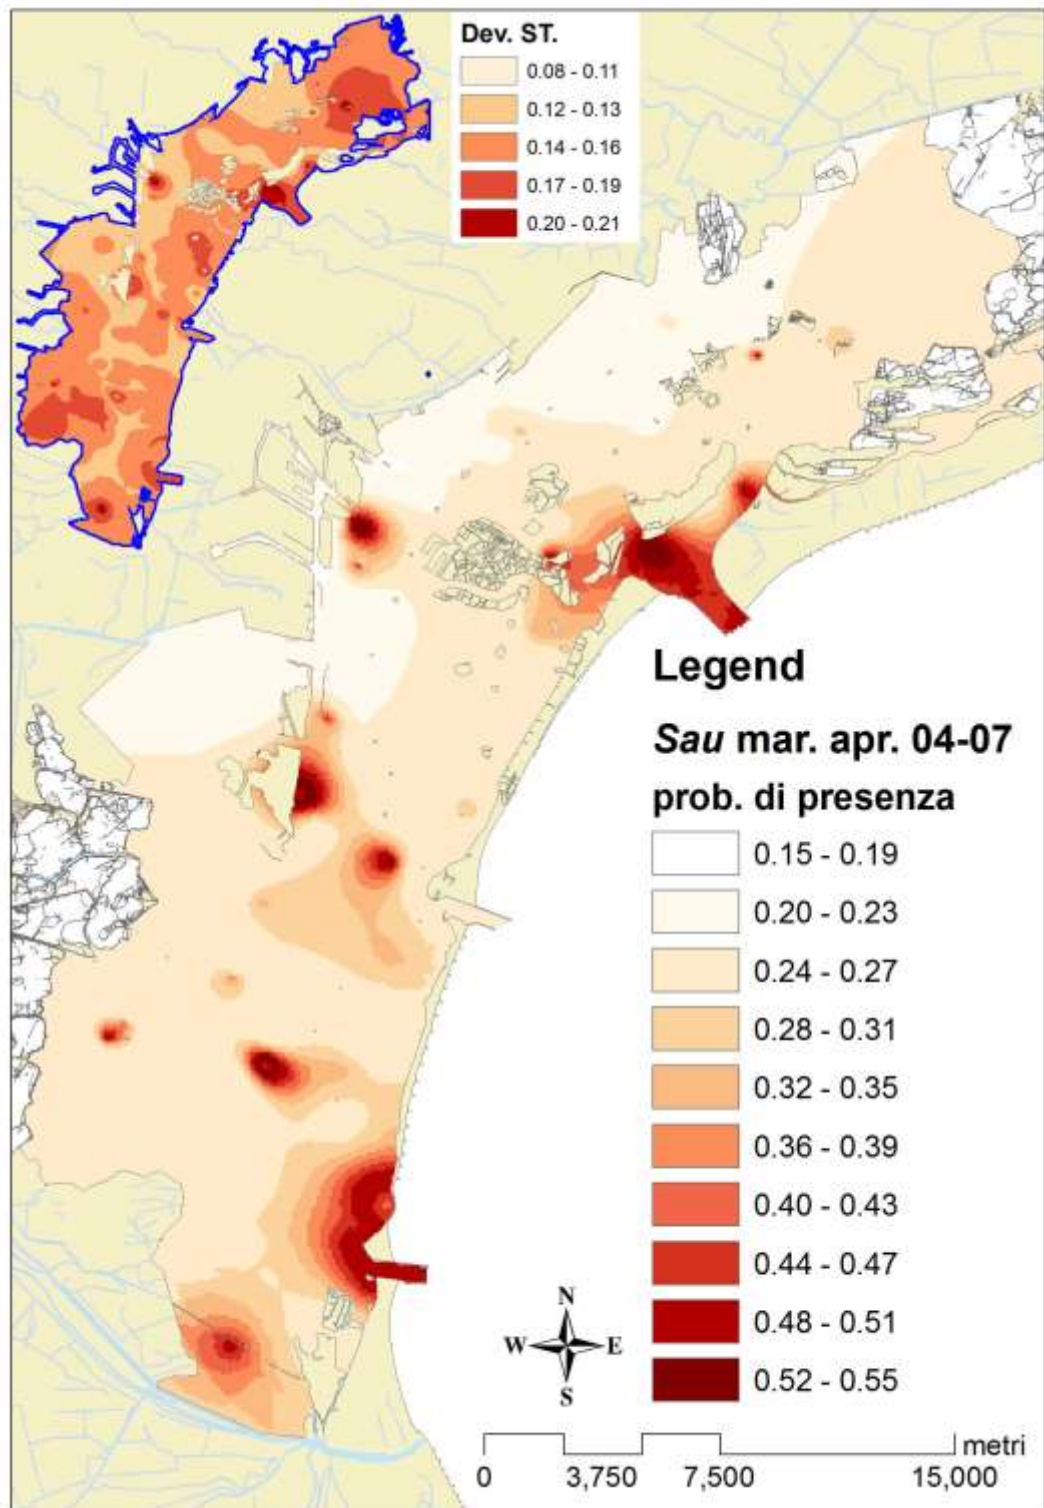 Dev. ST.
0.08 - 0.11
0.12 - 0.13
0.14 - 0.16
0.17 - 0.19
0.20 - 0.21
Legend
Sau mar. apr. 04-07
prob. di presenza
0.15 - 0.19
0.20 - 0.23
0.24 - 0.27
0.28 - 0.31
0.32 - 0.35
0.36 - 0.39
0.40 - 0.43
0.44 - 0.47
0.48 - 0.51
0.52 - 0.55
N
W E
S
metri
0 3,750 7,500 15,000